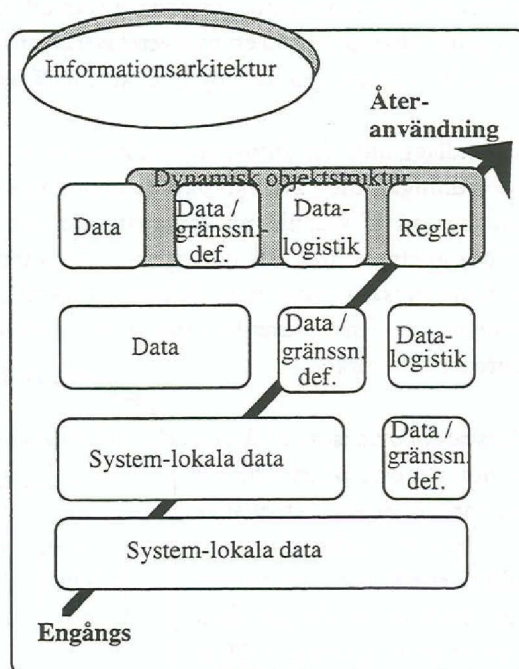 Informationsarkitektur
Åter-
användning
Dynamisk objektstruktur
Data
Data /
gränssn.-
def.
Data-
logistik
Regler
Data
Data /
gränssn.
def.
Data-
logistik
System-lokala data
Data /
gränssn.
def.
System-lokala data
Engångs